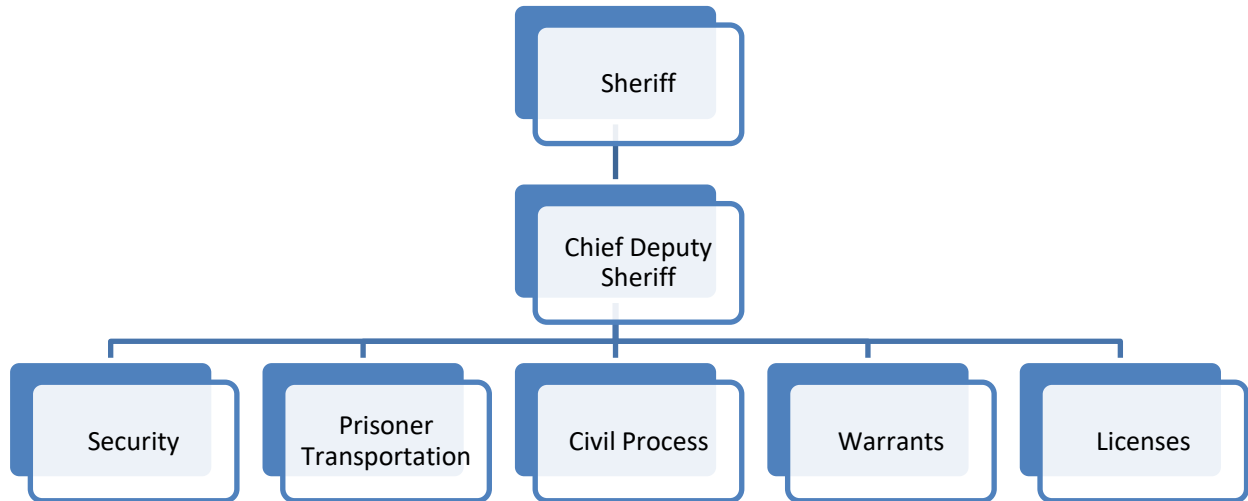 Sheriff
Chief Deputy
Sheriff
Security
Prisoner
Transportation
Civil Process
Warrants
Licenses